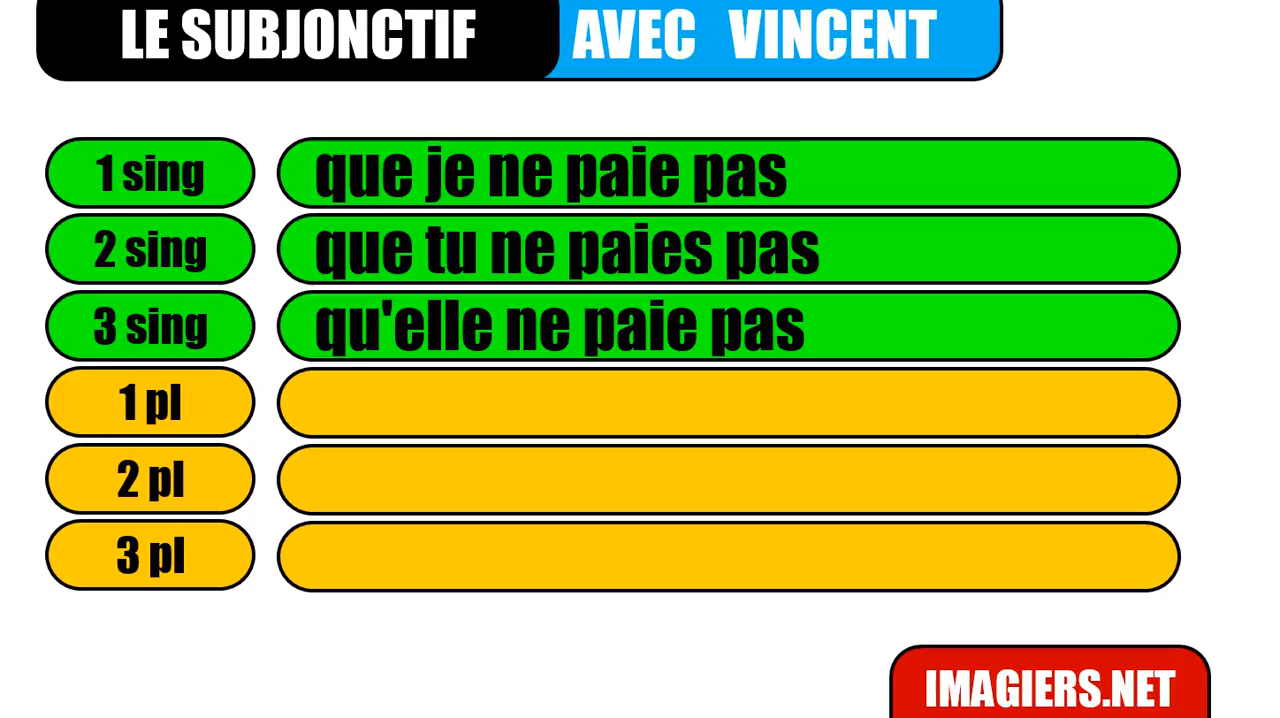 LE SUBJONCTIF AVEC VINCENT
1 sing que je ne paie pas
2 sing que tu ne paies pas
3 sing qu'elle ne paie pas
1 pl
2 pl
3 pl
IMAGIERS.NET